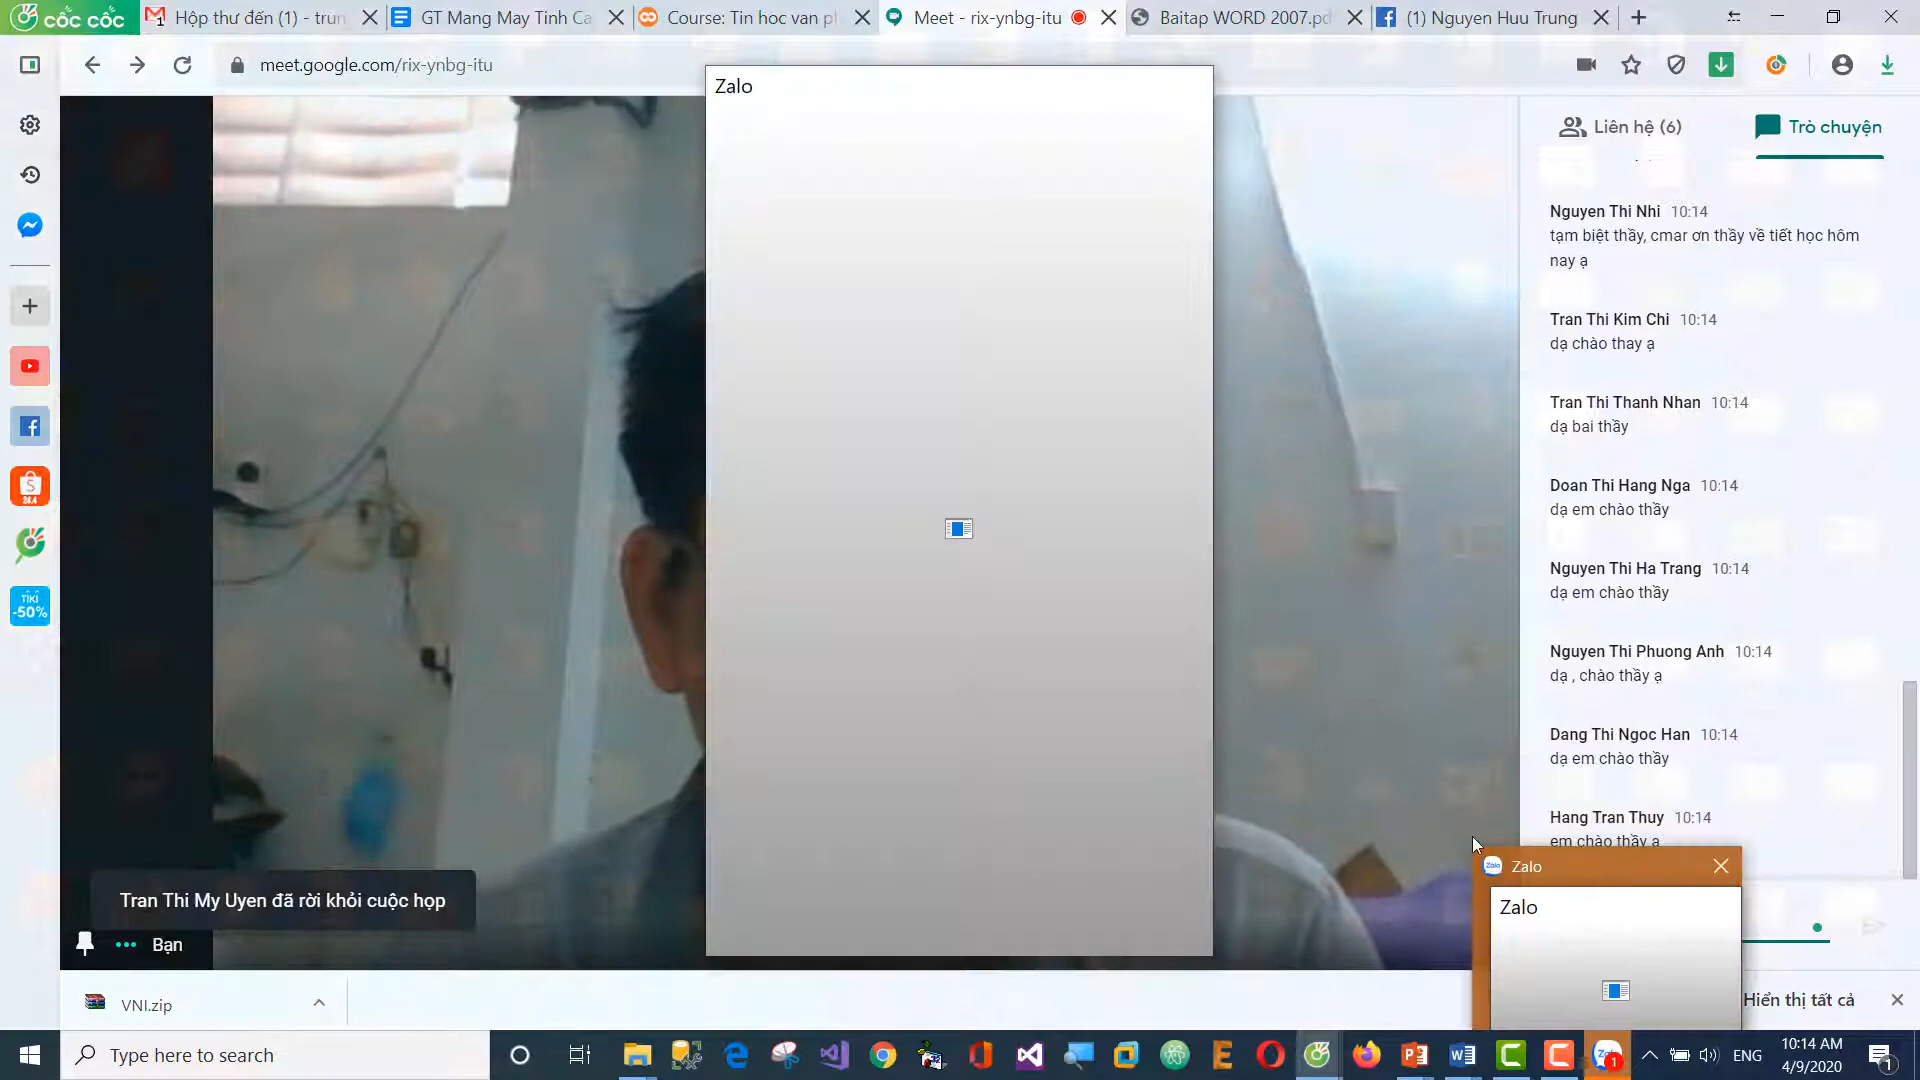 cốc cốc
Hộp thư đến (1) - trun
GT Mang May Tinh Ca
Course: Tin hoc van ph
Meet - rix-ynbg-itu
Baitap WORD 2007.pd
(1) Nguyen Huu Trung
meet.google.com/rix-ynbg-itu
Zalo
Liên hệ (6)
Trò chuyện
Nguyen Thi Nhi 10:14
tạm biệt thầy, cmar ơn thầy về tiết học hôm
nay ạ
Tran Thi Kim Chi 10:14
dạ chào thay ạ
Tran Thi Thanh Nhan 10:14
dạ bai thầy
Doan Thi Hang Nga 10:14
dạ em chào thầy
Nguyen Thi Ha Trang 10:14
dạ em chào thầy
Nguyen Thi Phuong Anh 10:14
dạ , chào thầy ạ
Dang Thi Ngoc Han 10:14
dạ em chào thầy
Hang Tran Thuy 10:14
em chào thầy ạ
24.4
TIKI
-50%
Tran Thi My Uyen đã rời khỏi cuộc họp
Bạn
Zalo
Zalo
VNI.zip
Hiển thị tất cả
Type here to search
ENG
10:14 AM
4/9/2020
1